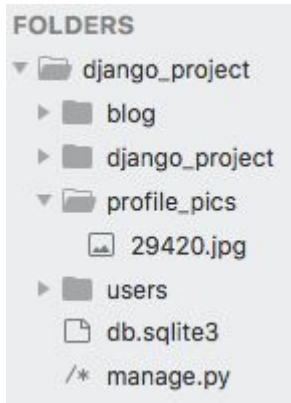 FOLDERS
django_project
blog
django_project
profile_pics
29420.jpg
users
db.sqlite3
/* manage.py